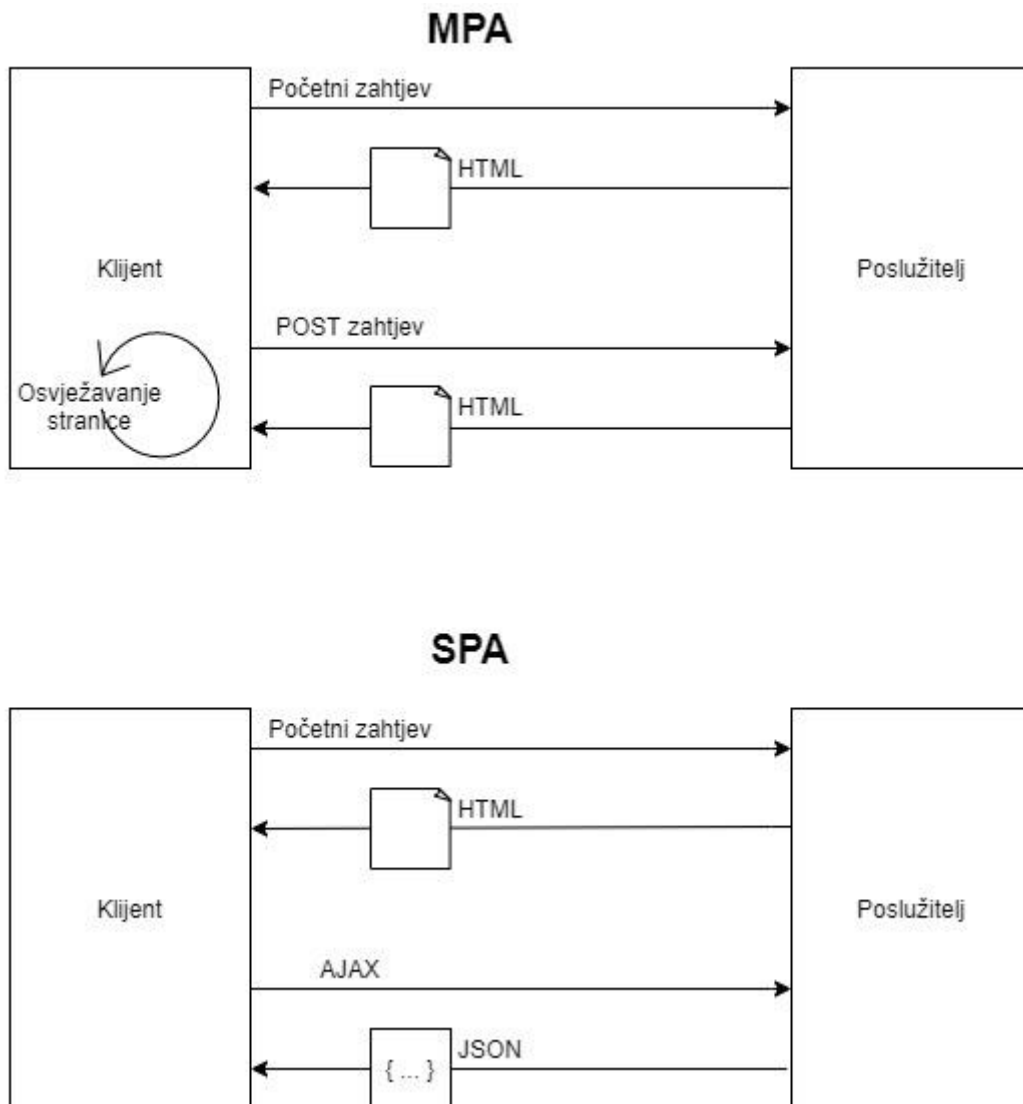 MPA
Početni zahtjev
HTML
Klijent
Poslužitelj
POST zahtjev
Osvježavanje
stranice
HTML
SPA
Početni zahtjev
HTML
Klijent
Poslužitelj
AJAX
JSON
{ ... }